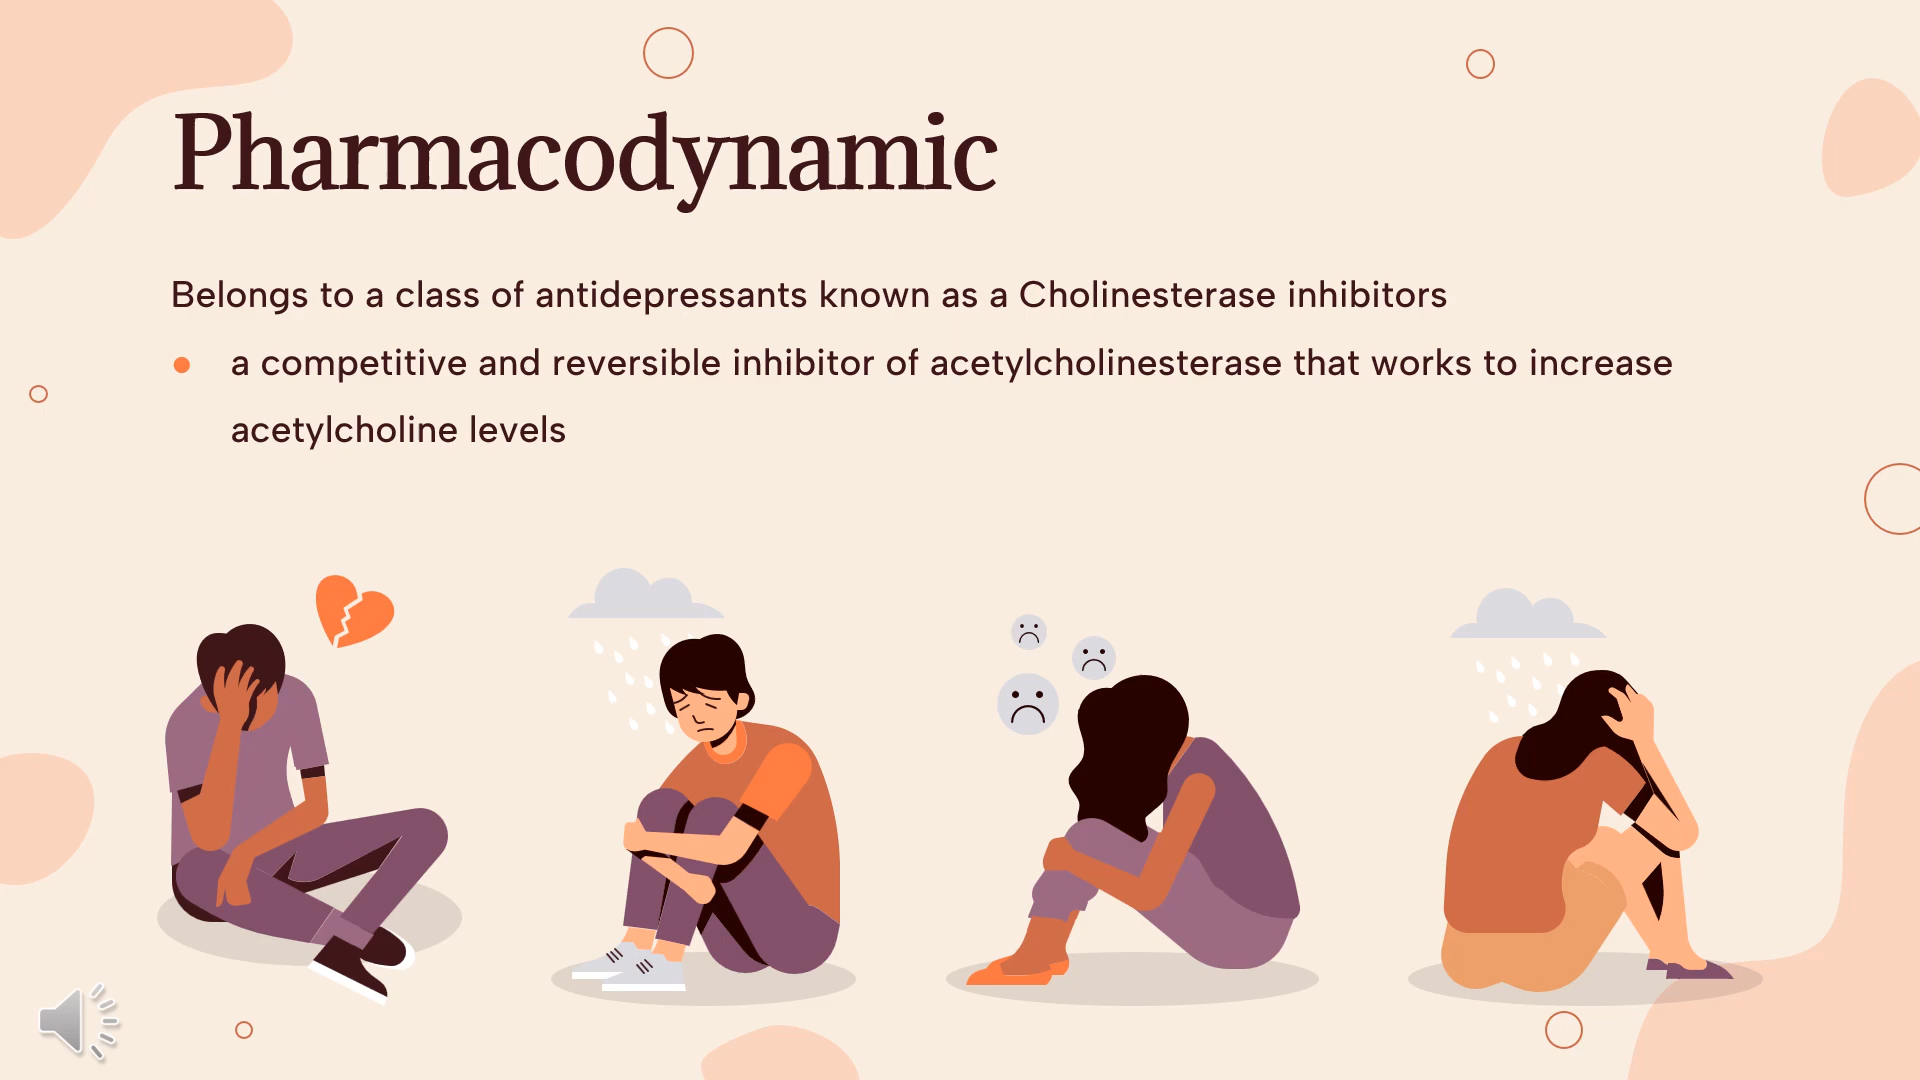 Pharmacodynamic
Belongs to a class of antidepressants known as a Cholinesterase inhibitors
a competitive and reversible inhibitor of acetylcholinesterase that works to increase
acetylcholine levels